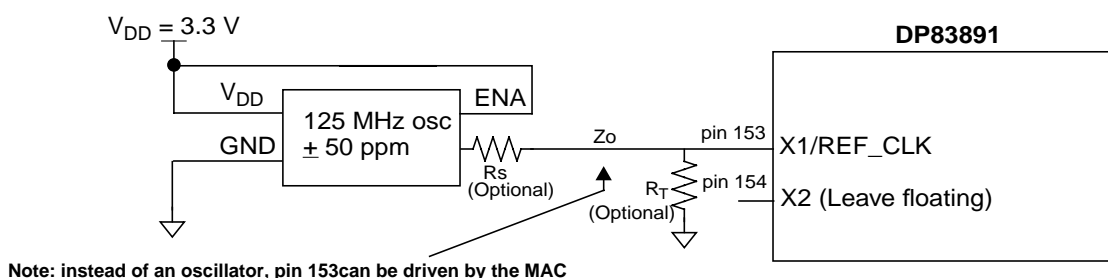 V_DD = 3.3 V
DP83891
V_DD
ENA
125 MHz osc
± 50 ppm
GND
Rs
(Optional)
Zo
pin 153
X1/REF_CLK
R_T
(Optional)
pin 154
X2 (Leave floating)
Note: instead of an oscillator, pin 153can be driven by the MAC